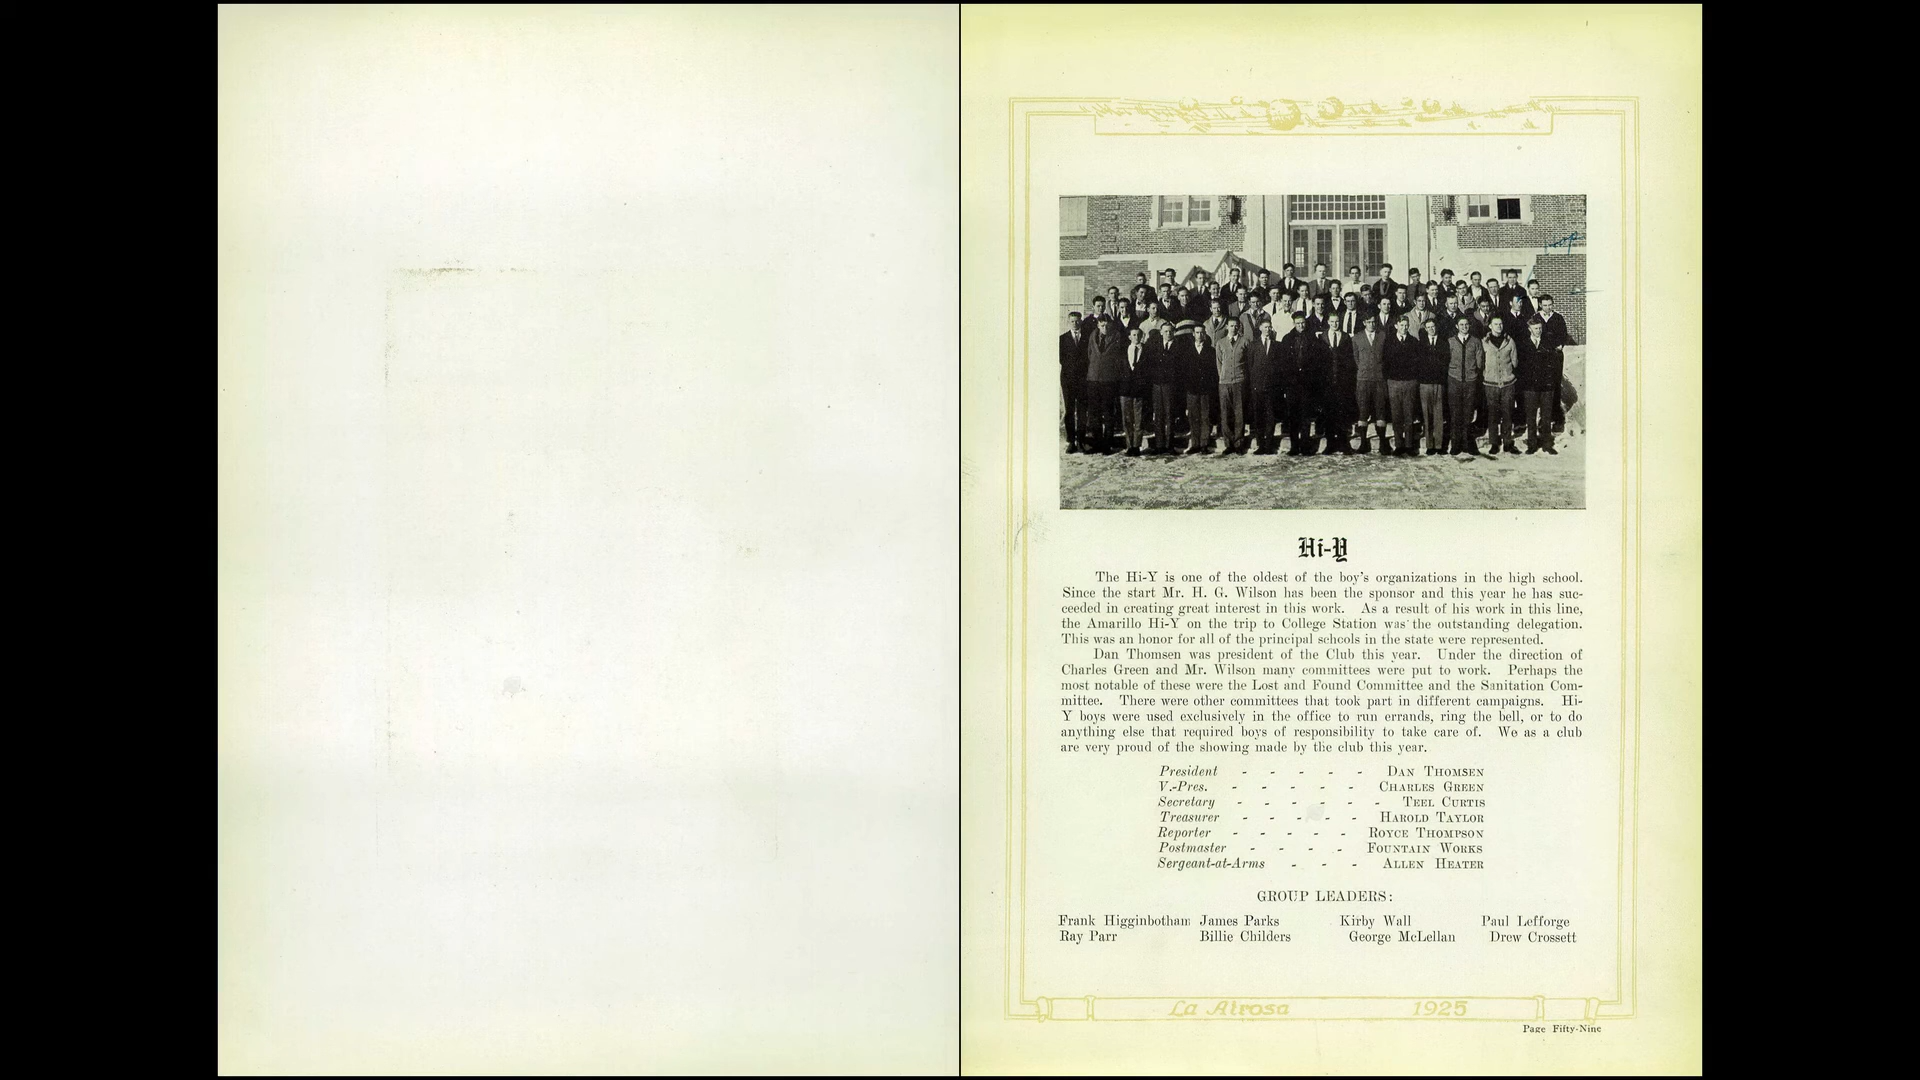 Hi-Y
The Hi-Y is one of the oldest of the boy's organizations in the high school.
Since the start Mr. H. G. Wilson has been the sponsor and this year he has suc-
ceeded in creating great interest in this work. As a result of his work in this line,
the Amarillo Hi-Y on the trip to College Station was the outstanding delegation.
This was an honor for all of the principal schools in the state were represented.
Dan Thomsen was president of the Club this year. Under the direction of
Charles Green and Mr. Wilson many committees were put to work. Perhaps the
most notable of these were the Lost and Found Committee and the Sanitation Com-
mittee. There were other committees that took part in different campaigns. Hi-
Y boys were used exclusively in the office to run errands, ring the bell, or to do
anything else that required boys of responsibility to take care of. We as a club
are very proud of the showing made by the club this year.
President - - - - - DAN THOMSEN
V.-Pres. - - - - - CHARLES GREEN
Secretary - - - - - - TEEL CURTIS
Treasurer - - - - - HAROLD TAYLOR
Reporter - - - - - ROYCE THOMPSON
Postmaster - - - - FOUNTAIN WORKS
Sergeant-at-Arms - - - ALLEN HEATER
GROUP LEADERS:
Frank Higginbotham James Parks Kirby Wall Paul Lefforge
Ray Parr Billie Childers George McLellan Drew Crossett
La Airosa 1925
Page Fifty-Nine